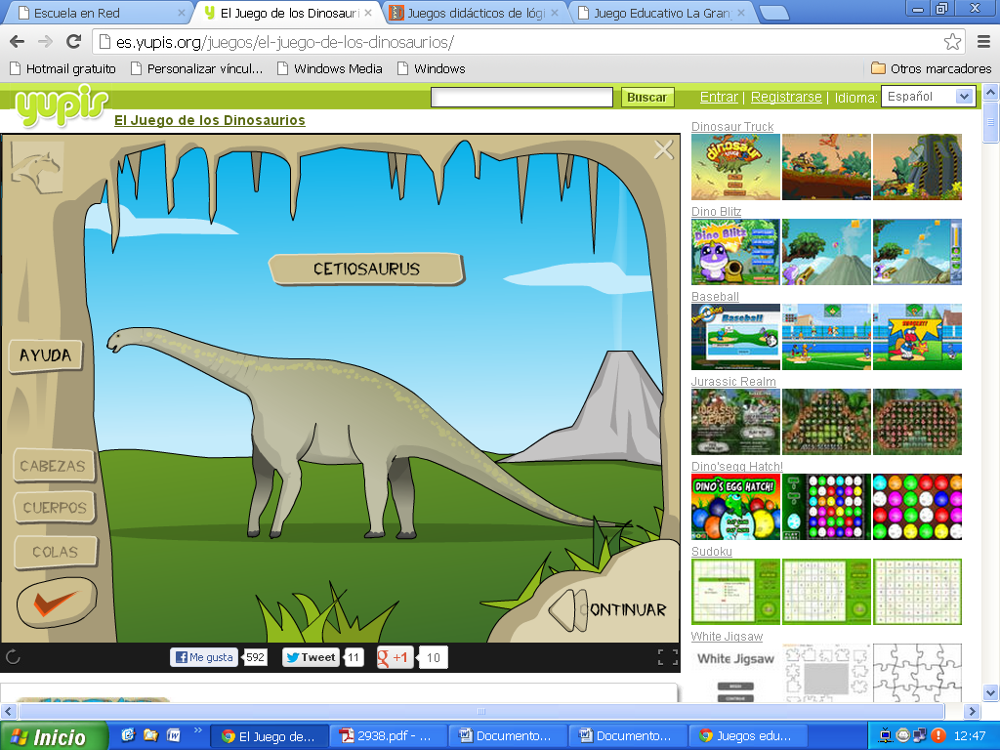 Escuela en Red
El Juego de los Dinosauri
Juegos didácticos de lógi
Juego Educativo La Gran
es.yupis.org/juegos/el-juego-de-los-dinosaurios/
Hotmail gratuito
Personalizar víncul...
Windows Media
Windows
Otros marcadores
yupis
Buscar
Entrar | Registrarse | Idioma: Español
El Juego de los Dinosaurios
CETIOSAURUS
AYUDA
CABEZAS
CUERPOS
COLAS
CONTINUAR
Me gusta 592
Tweet 11
g +1 10
Dinosaur Truck
dinosaur
Dino Blitz
Dino Blitz
Baseball
Baseball
Jurassic Realm
Dino'segg Hatch!
DINO'S EGG HATCH!
Sudoku
White Jigsaw
White Jigsaw
Inicio
El Juego de...
2938.pdf - ...
Documento...
Documento...
Juegos edu...
12:47